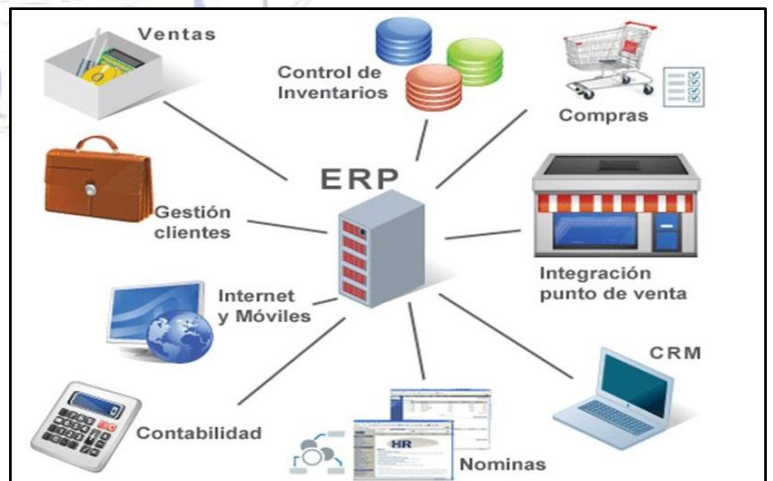 Ventas
Control de
Inventarios
Compras
ERP
Gestión
clientes
Integración
punto de venta
Internet
y Móviles
CRM
Contabilidad
HR
Nominas